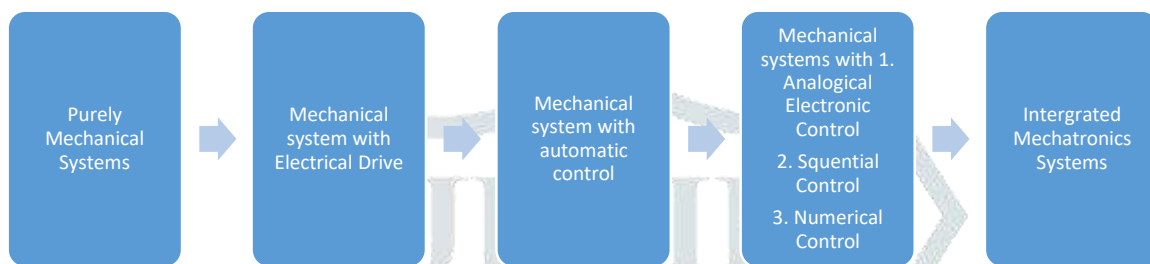 Purely
Mechanical
Systems
Mechanical
system with
Electrical Drive
Mechanical
system with
automatic
control
Mechanical
systems with 1.
Analogical
Electronic
Control
2. Squential
Control
3. Numerical
Control
Intergrated
Mechatronics
Systems